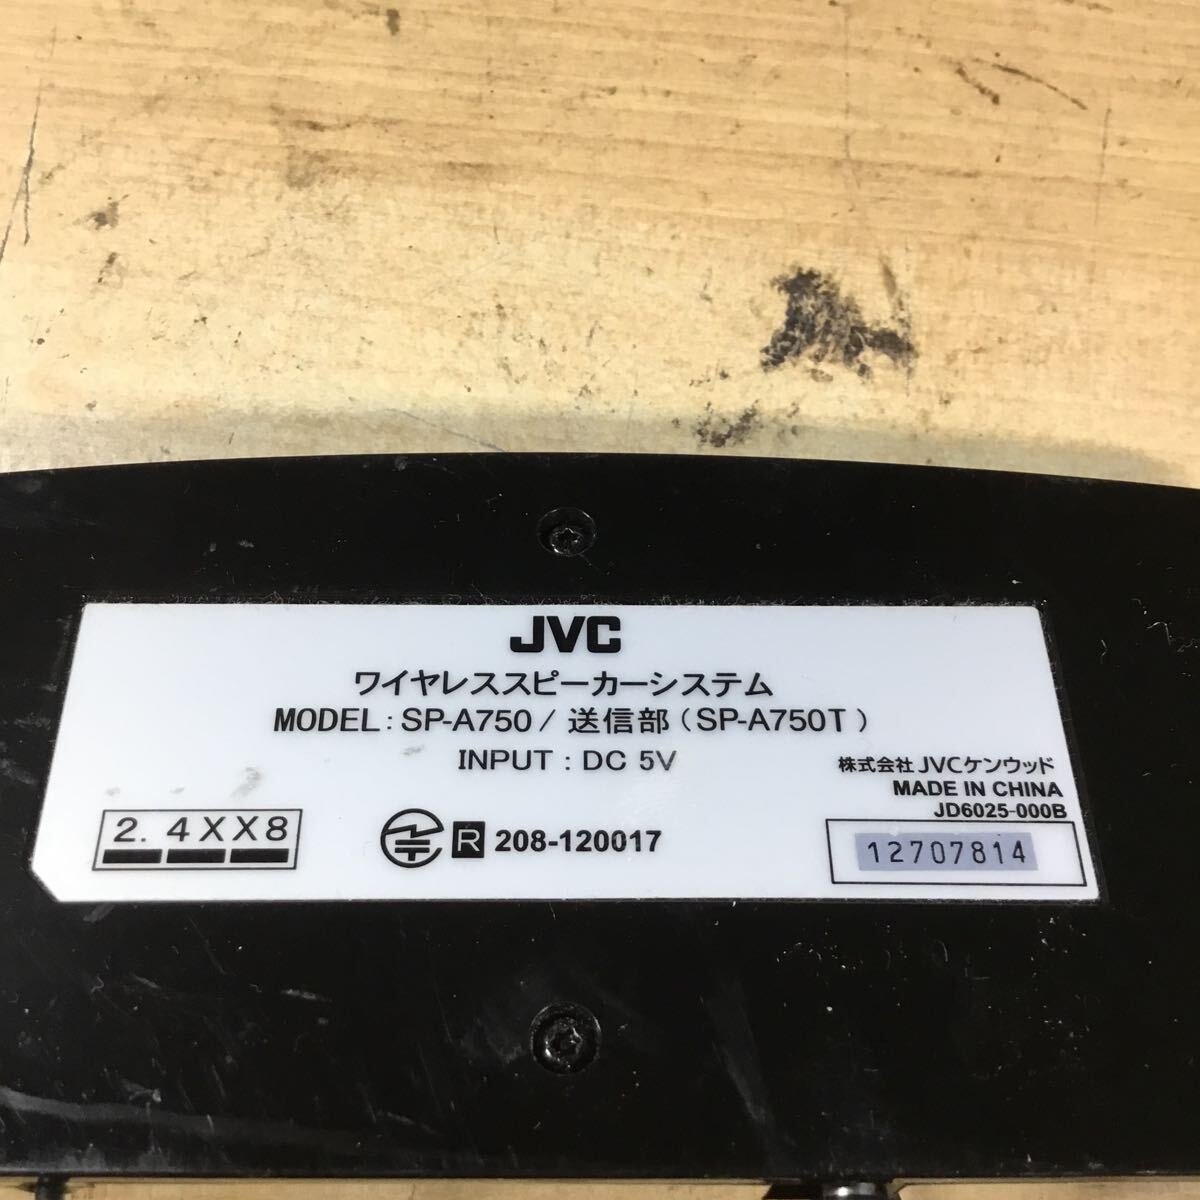 JVC
ワイヤレススピーカーシステム
MODEL: SP-A750 / 送信部 ( SP-A750T )
INPUT : DC 5V
株式会社 JVCケンウッド
MADE IN CHINA
JD6025-000B
2. 4XX8
R 208-120017
12707814